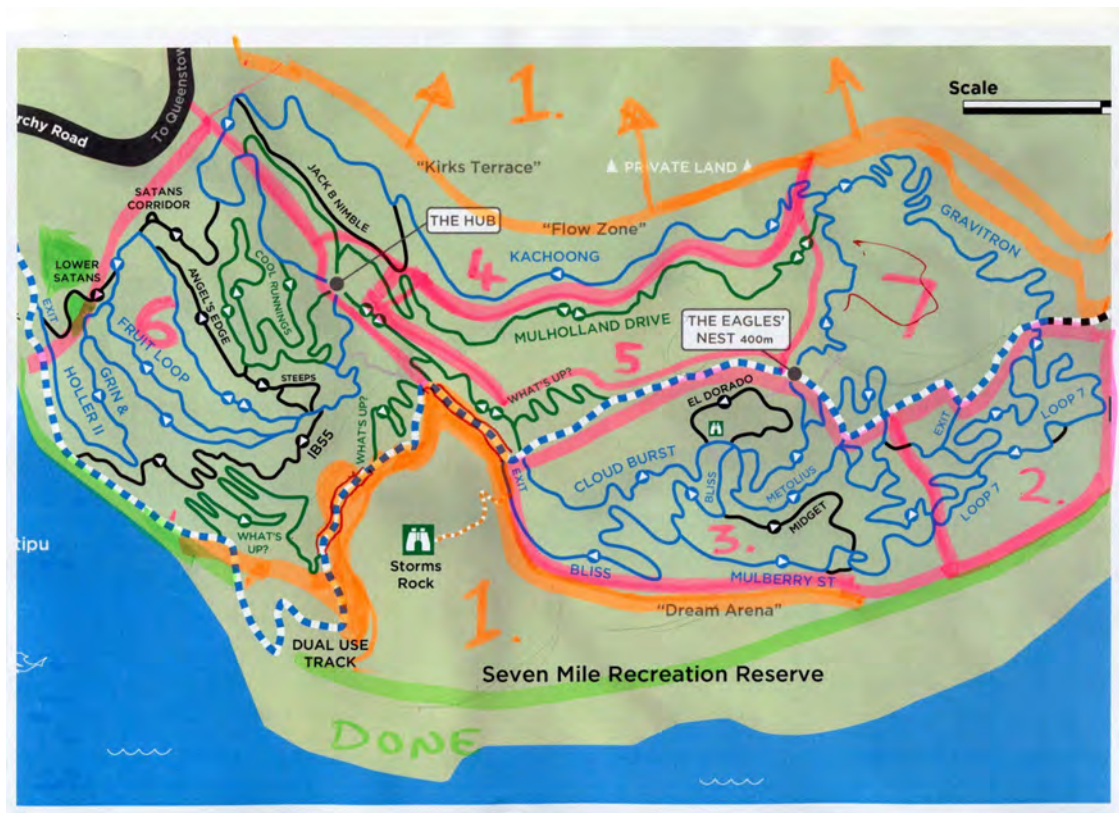 To Queenstow
rchy Road
1.
Scale
"Kirks Terrace"
PRIVATE LAND
JACK B NIMBLE
SATANS
CORRIDOR
THE HUB
"Flow Zone"
GRAVITRON
KACHOONG
4
LOWER
SATANS
COOL RUNNINGS
ANGEL'S EDGE
7
EXIT
6
FRUIT LOOP
MULHOLLAND DRIVE
THE EAGLES'
NEST 400m
5
GRIN &
HOLLER II
STEEPS
WHAT'S UP?
EL DORADO
LOOP 7
EXIT
WHAT'S UP?
IB55
EXIT
CLOUD BURST
BLISS
METOLIUS
LOOP 7
2.
MIDGET
3.
WHAT'S
UP?
tipu
Storms
Rock
BLISS
MULBERRY ST
1.
"Dream Arena"
DUAL USE
TRACK
Seven Mile Recreation Reserve
DONE